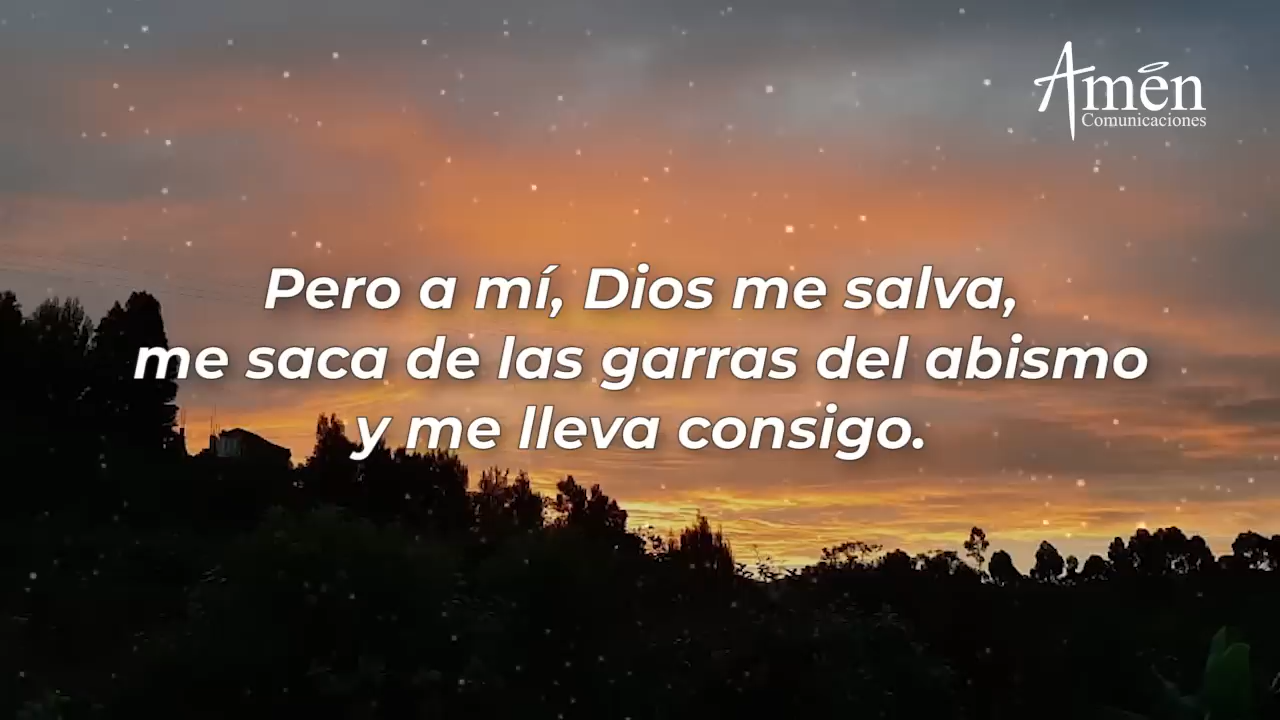 Amén
Comunicaciones
Pero a mí, Dios me salva,
me saca de las garras del abismo
y me lleva consigo.